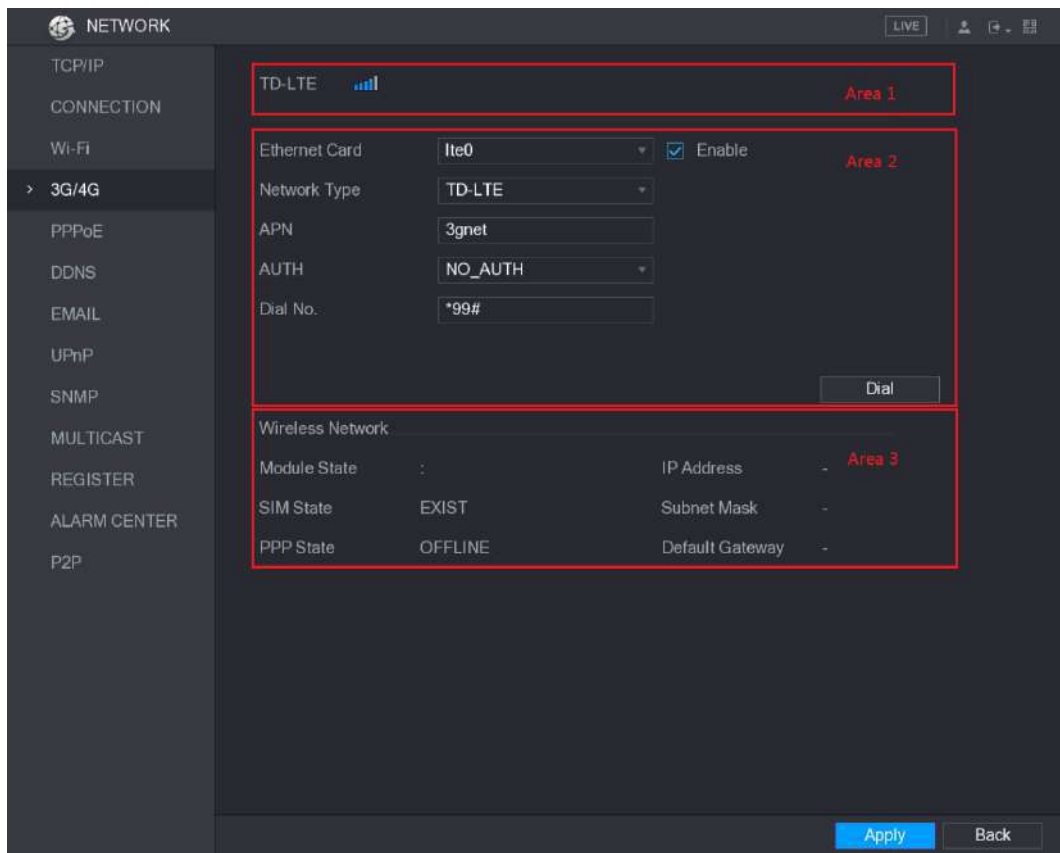 NETWORK
LIVE
TCP/IP
CONNECTION
Wi-Fi
3G/4G
PPPoE
DDNS
EMAIL
UPnP
SNMP
MULTICAST
REGISTER
ALARM CENTER
P2P
TD-LTE
Area 1
Ethernet Card lte0 Enable
Area 2
Network Type TD-LTE
APN 3gnet
AUTH NO_AUTH
Dial No. *99#
Dial
Wireless Network
Area 3
Module State : IP Address -
SIM State EXIST Subnet Mask -
PPP State OFFLINE Default Gateway -
Apply Back